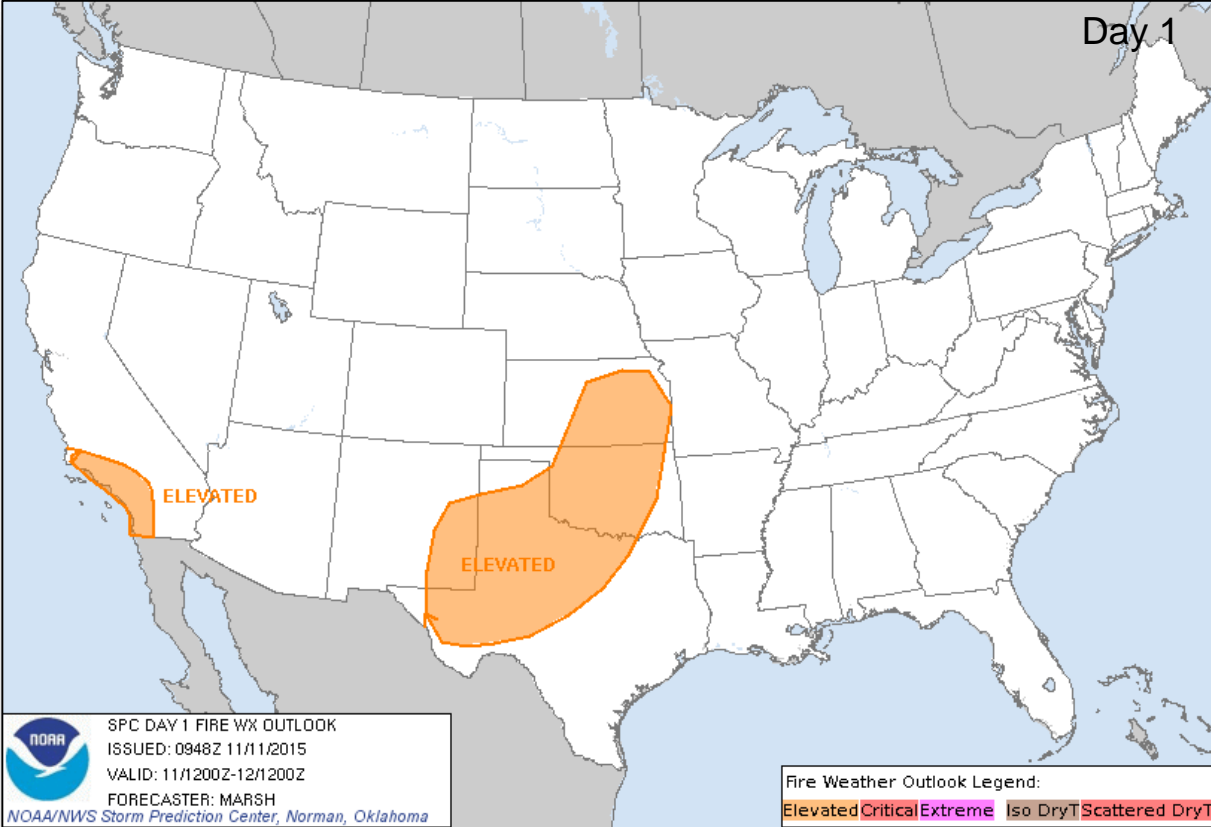 Day 1
ELEVATED
ELEVATED
NOAA
SPC DAY 1 FIRE WX OUTLOOK
ISSUED: 0948Z 11/11/2015
VALID: 11/1200Z-12/1200Z
FORECASTER: MARSH
NOAA/NWS Storm Prediction Center, Norman, Oklahoma
Fire Weather Outlook Legend:
Elevated Critical Extreme Iso DryT Scattered DryT